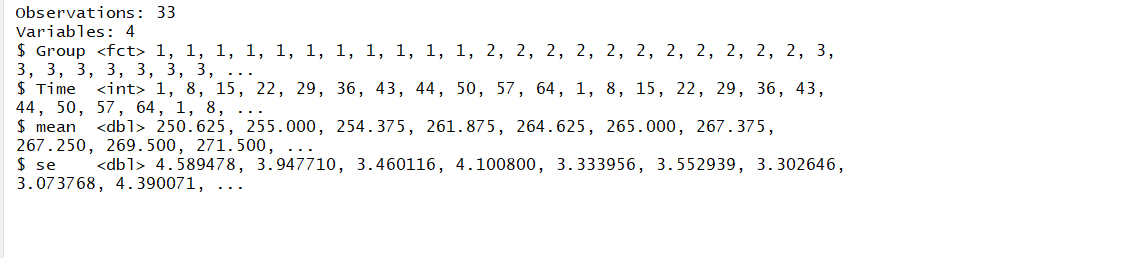 Observations: 33
Variables: 4
$ Group <fct> 1, 1, 1, 1, 1, 1, 1, 1, 1, 1, 1, 2, 2, 2, 2, 2, 2, 2, 2, 2, 2, 2, 3,
3, 3, 3, 3, 3, 3, 3, ...
$ Time  <int> 1, 8, 15, 22, 29, 36, 43, 44, 50, 57, 64, 1, 8, 15, 22, 29, 36, 43,
44, 50, 57, 64, 1, 8, ...
$ mean  <dbl> 250.625, 255.000, 254.375, 261.875, 264.625, 265.000, 267.375,
267.250, 269.500, 271.500, ...
$ se    <dbl> 4.589478, 3.947710, 3.460116, 4.100800, 3.333956, 3.552939, 3.302646,
3.073768, 4.390071, ...